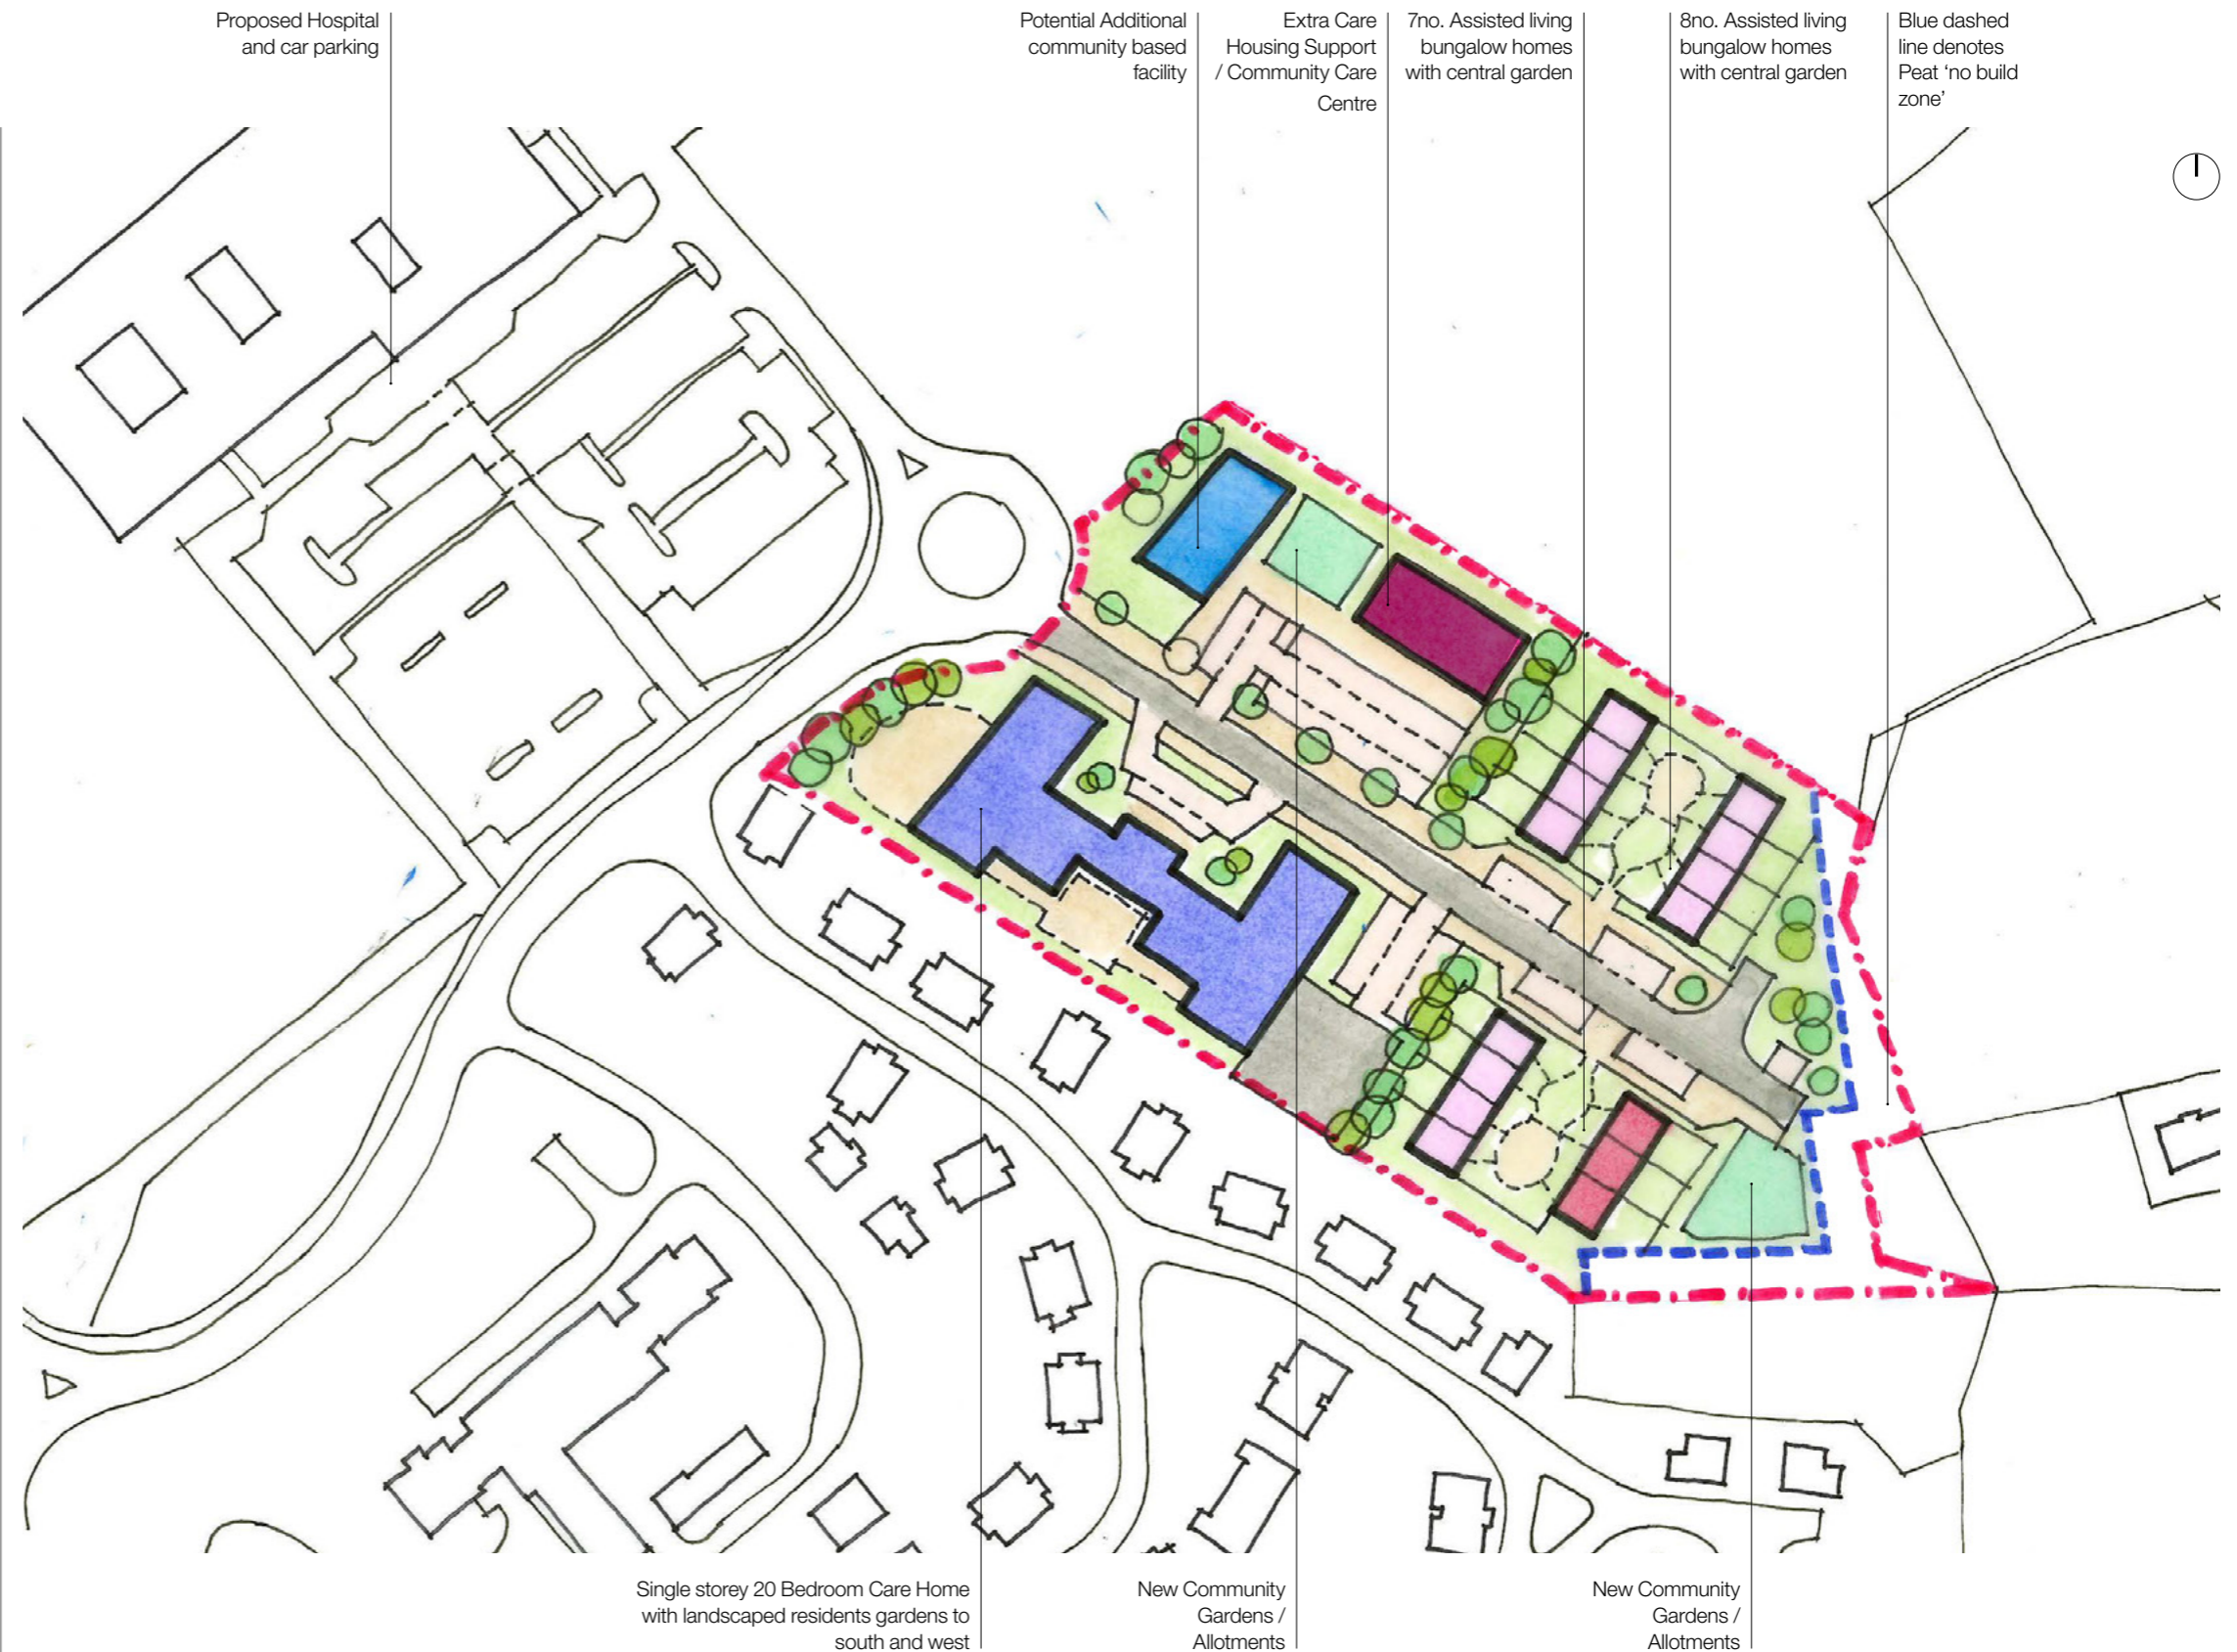 Proposed Hospital
and car parking
Potential Additional
community based
facility
Extra Care
Housing Support
/ Community Care
Centre
7no. Assisted living
bungalow homes
with central garden
8no. Assisted living
bungalow homes
with central garden
Blue dashed
line denotes
Peat ‘no build
zone’
Single storey 20 Bedroom Care Home
with landscaped residents gardens to
south and west
New Community
Gardens /
Allotments
New Community
Gardens /
Allotments